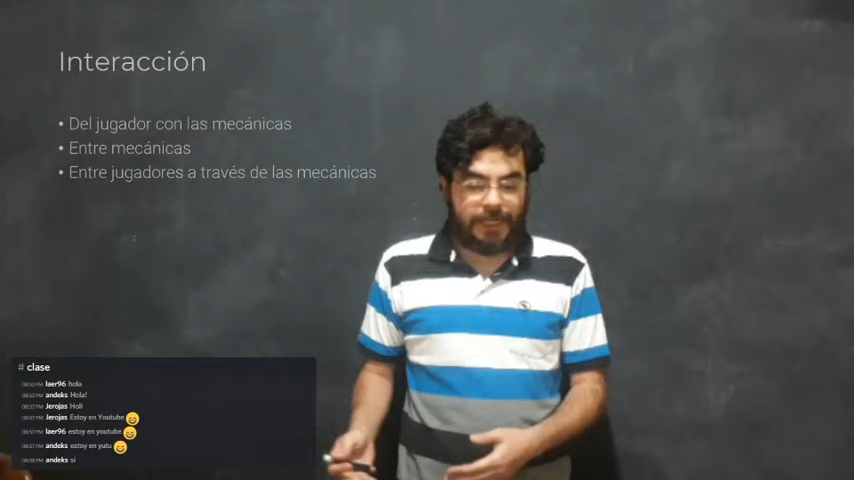 Interacción
• Del jugador con las mecánicas
• Entre mecánicas
• Entre jugadores a través de las mecánicas
# clase
laer96 hola
andeks Hola!
Jerojas Holi
Jerojas Estoy en Youtube 😄
laer96 estoy en youtube 😄
andeks estoy en yutu 😄
andeks si